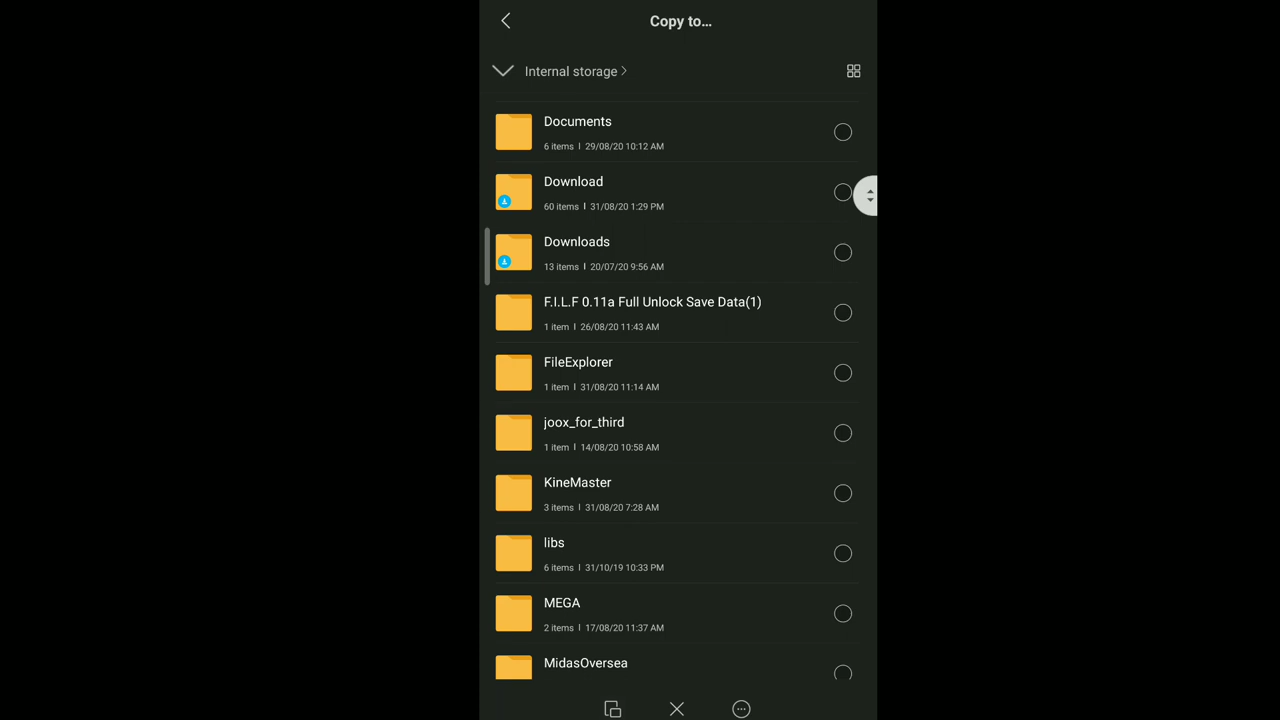 Copy to...
Internal storage
Documents
6 items | 29/08/20 10:12 AM
Download
60 items | 31/08/20 1:29 PM
Downloads
13 items | 20/07/20 9:56 AM
F.I.L.F 0.11a Full Unlock Save Data(1)
1 item | 26/08/20 11:43 AM
FileExplorer
1 item | 31/08/20 11:14 AM
joox_for_third
1 item | 14/08/20 10:58 AM
KineMaster
3 items | 31/08/20 7:28 AM
libs
6 items | 31/10/19 10:33 PM
MEGA
2 items | 17/08/20 11:37 AM
MidasOversea